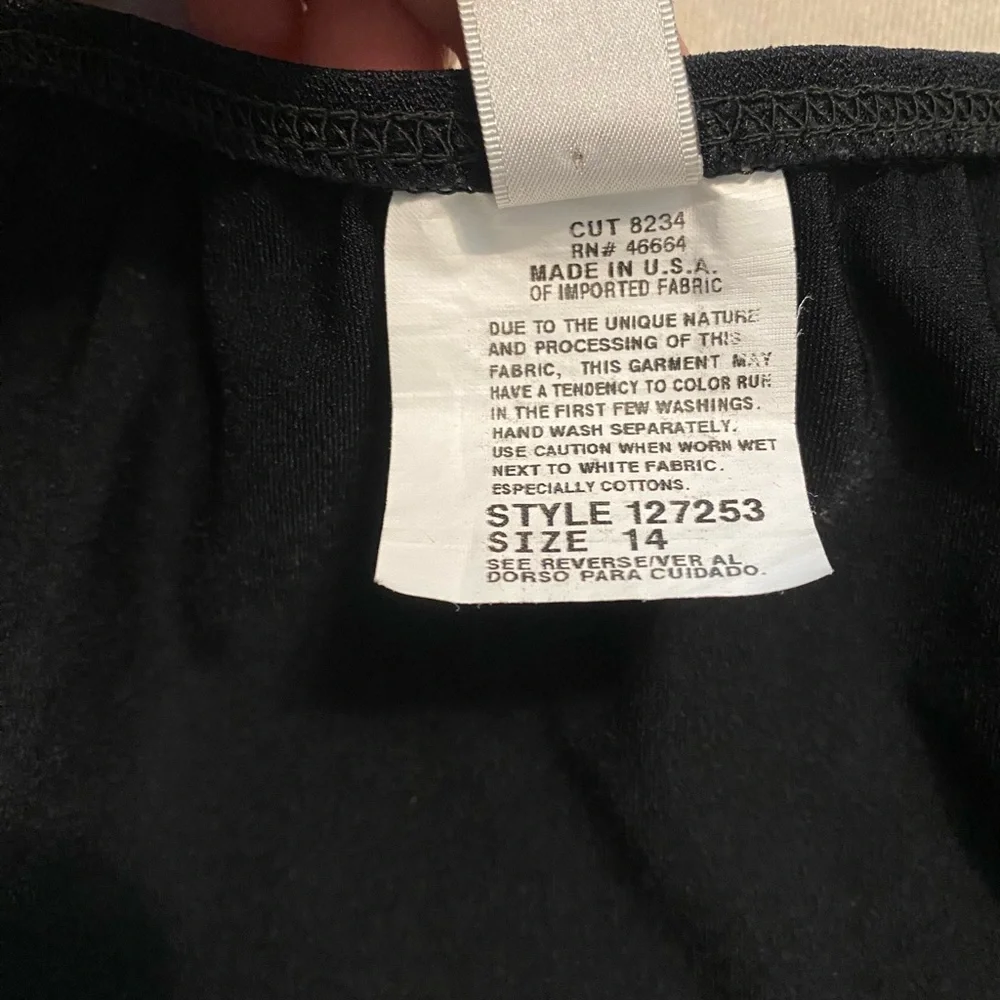 CUT 8234
RN# 46664
MADE IN U.S.A.
OF IMPORTED FABRIC
DUE TO THE UNIQUE NATURE
AND PROCESSING OF THIS
FABRIC, THIS GARMENT MAY
HAVE A TENDENCY TO COLOR RUN
IN THE FIRST FEW WASHINGS.
HAND WASH SEPARATELY.
USE CAUTION WHEN WORN WET
NEXT TO WHITE FABRIC.
ESPECIALLY COTTONS.
STYLE 127253
SIZE 14
SEE REVERSE/VER AL
DORSO PARA CUIDADO.